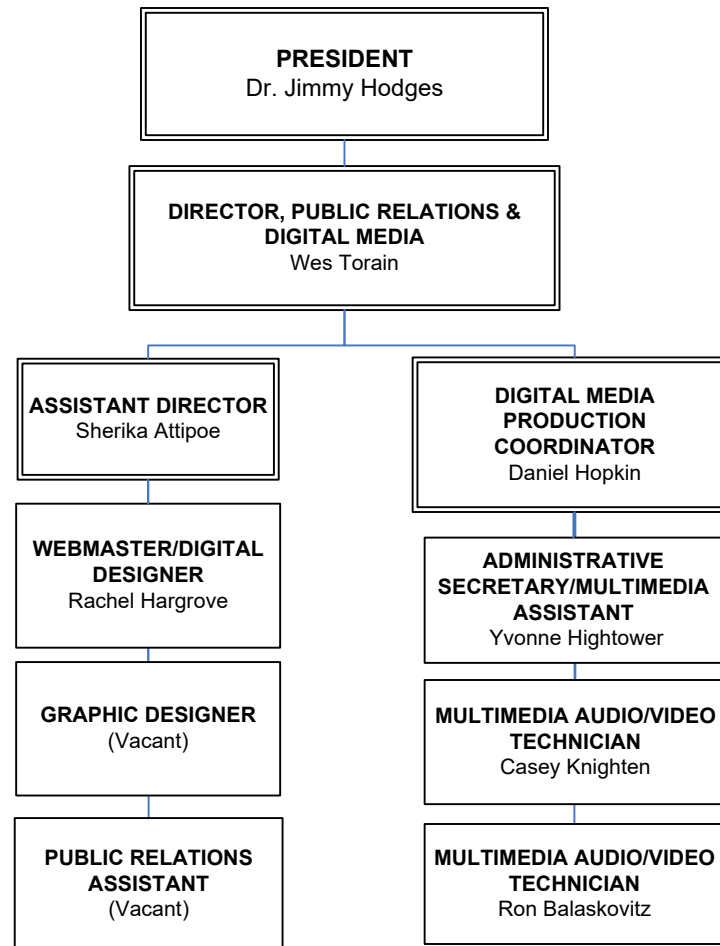 PRESIDENT
Dr. Jimmy Hodges
DIRECTOR, PUBLIC RELATIONS &
DIGITAL MEDIA
Wes Torain
ASSISTANT DIRECTOR
Sherika Attipoe
WEBMASTER/DIGITAL
DESIGNER
Rachel Hargrove
GRAPHIC DESIGNER
(Vacant)
PUBLIC RELATIONS
ASSISTANT
(Vacant)
DIGITAL MEDIA
PRODUCTION
COORDINATOR
Daniel Hopkin
ADMINISTRATIVE
SECRETARY/MULTIMEDIA
ASSISTANT
Yvonne Hightower
MULTIMEDIA AUDIO/VIDEO
TECHNICIAN
Casey Knighten
MULTIMEDIA AUDIO/VIDEO
TECHNICIAN
Ron Balaskovitz